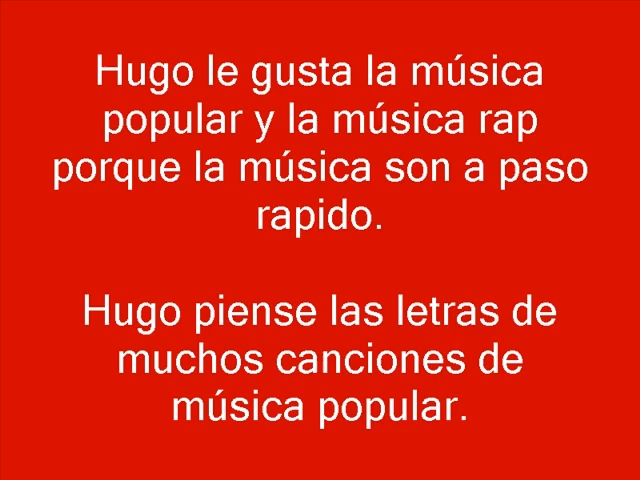 Hugo le gusta la música
popular y la música rap
porque la música son a paso
rapido.
Hugo piense las letras de
muchos canciones de
música popular.